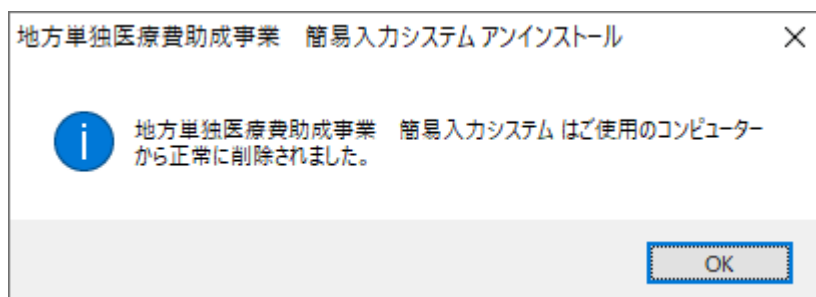 地方単独医療費助成事業　簡易入力システム アンインストール
地方単独医療費助成事業　簡易入力システム はご使用のコンピューター
から正常に削除されました。
OK